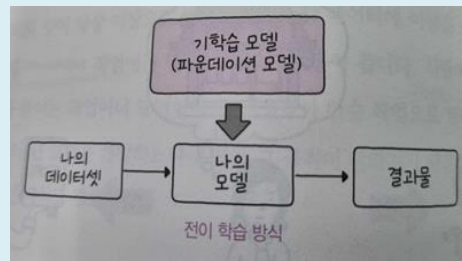 기학습 모델
(파운데이션 모델)
나의
데이터셋
나의
모델
결과물
전이 학습 방식